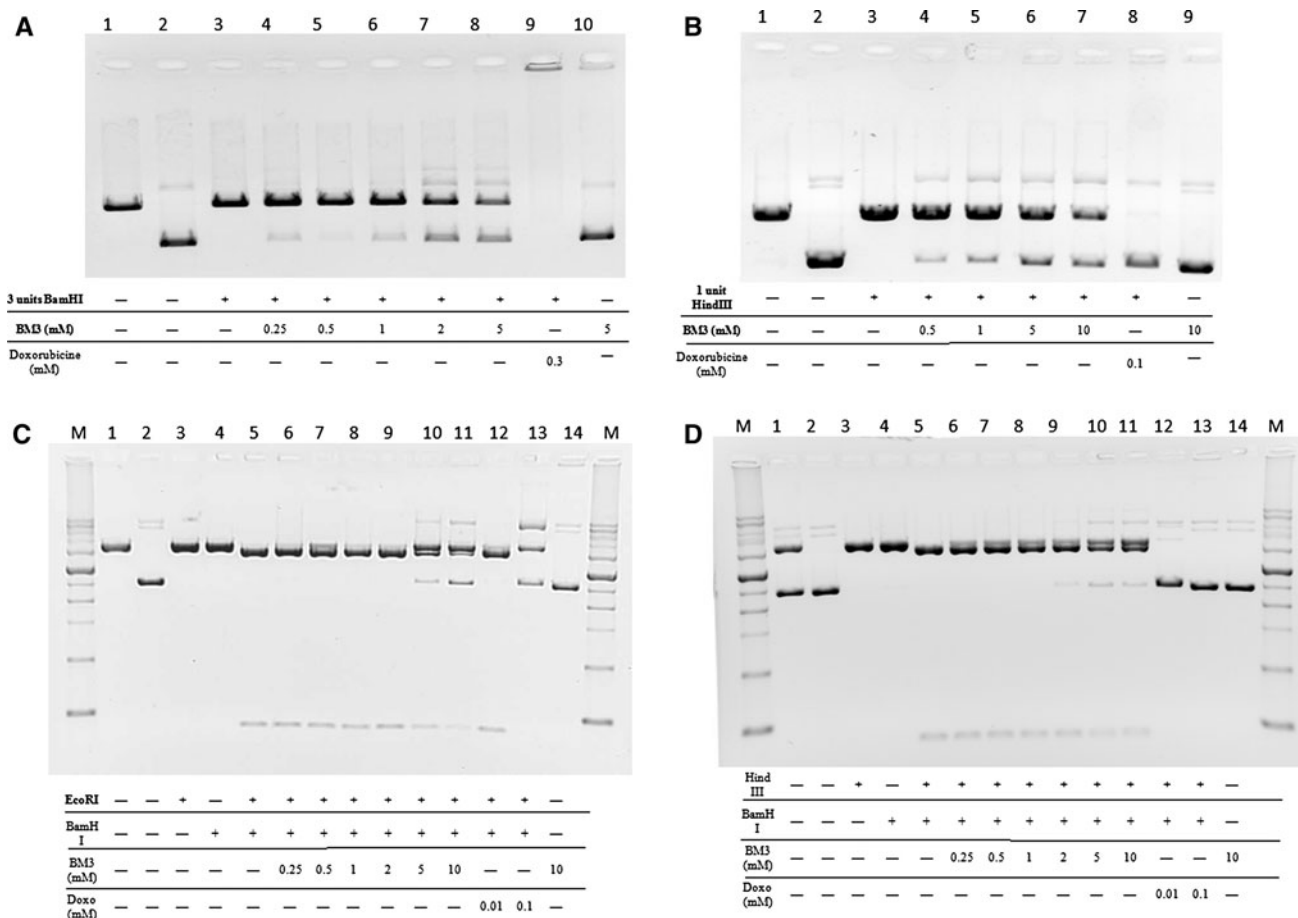 A 1 2 3 4 5 6 7 8 9 10
3 units BamHI — — + + + + + + + —
BM3 (mM) — — — 0.25 0.5 1 2 5 — 5
Doxorubicine
(mM) — — — — — — — — 0.3 —
B 1 2 3 4 5 6 7 8 9
1 unit
HindIII — — + + + + + + —
BM3 (mM) — — — 0.5 1 5 10 — 10
Doxorubicine
(mM) — — — — — — — 0.1 —
C M 1 2 3 4 5 6 7 8 9 10 11 12 13 14 M
EcoRI — — + — + + + + + + + + + —
BamH
I — — — + + + + + + + + + + —
BM3
(mM) — — — — — 0.25 0.5 1 2 5 10 — — 10
Doxo
(mM) — — — — — — — — — — — 0.01 0.1 —
D M 1 2 3 4 5 6 7 8 9 10 11 12 13 14 M
Hind
III — — + — + + + + + + + + + —
BamH
I — — — + + + + + + + + + + —
BM3
(mM) — — — — — 0.25 0.5 1 2 5 10 — — 10
Doxo
(mM) — — — — — — — — — — — 0.01 0.1 —